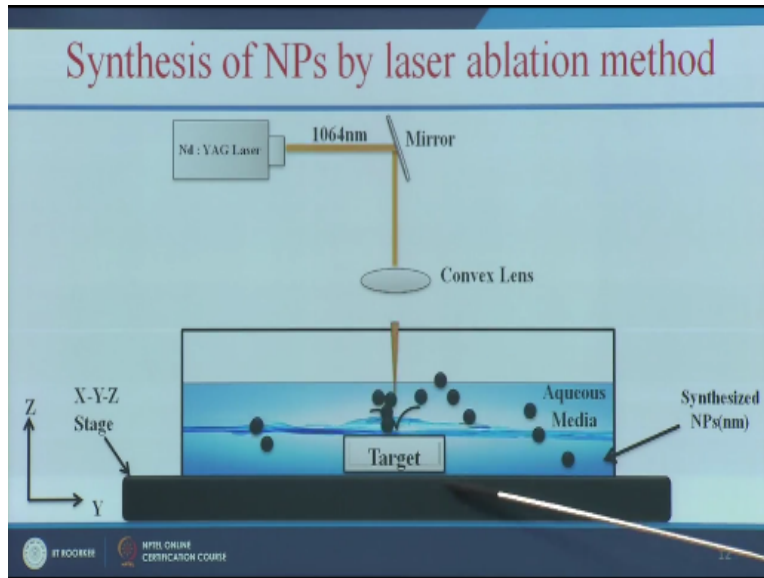 Synthesis of NPs by laser ablation method
Nd : YAG Laser
1064nm
Mirror
Convex Lens
X-Y-Z
Stage
Z
Y
Aqueous
Media
Synthesized
NPs(nm)
Target
IIT ROORKEE
NPTEL ONLINE
CERTIFICATION COURSE
12